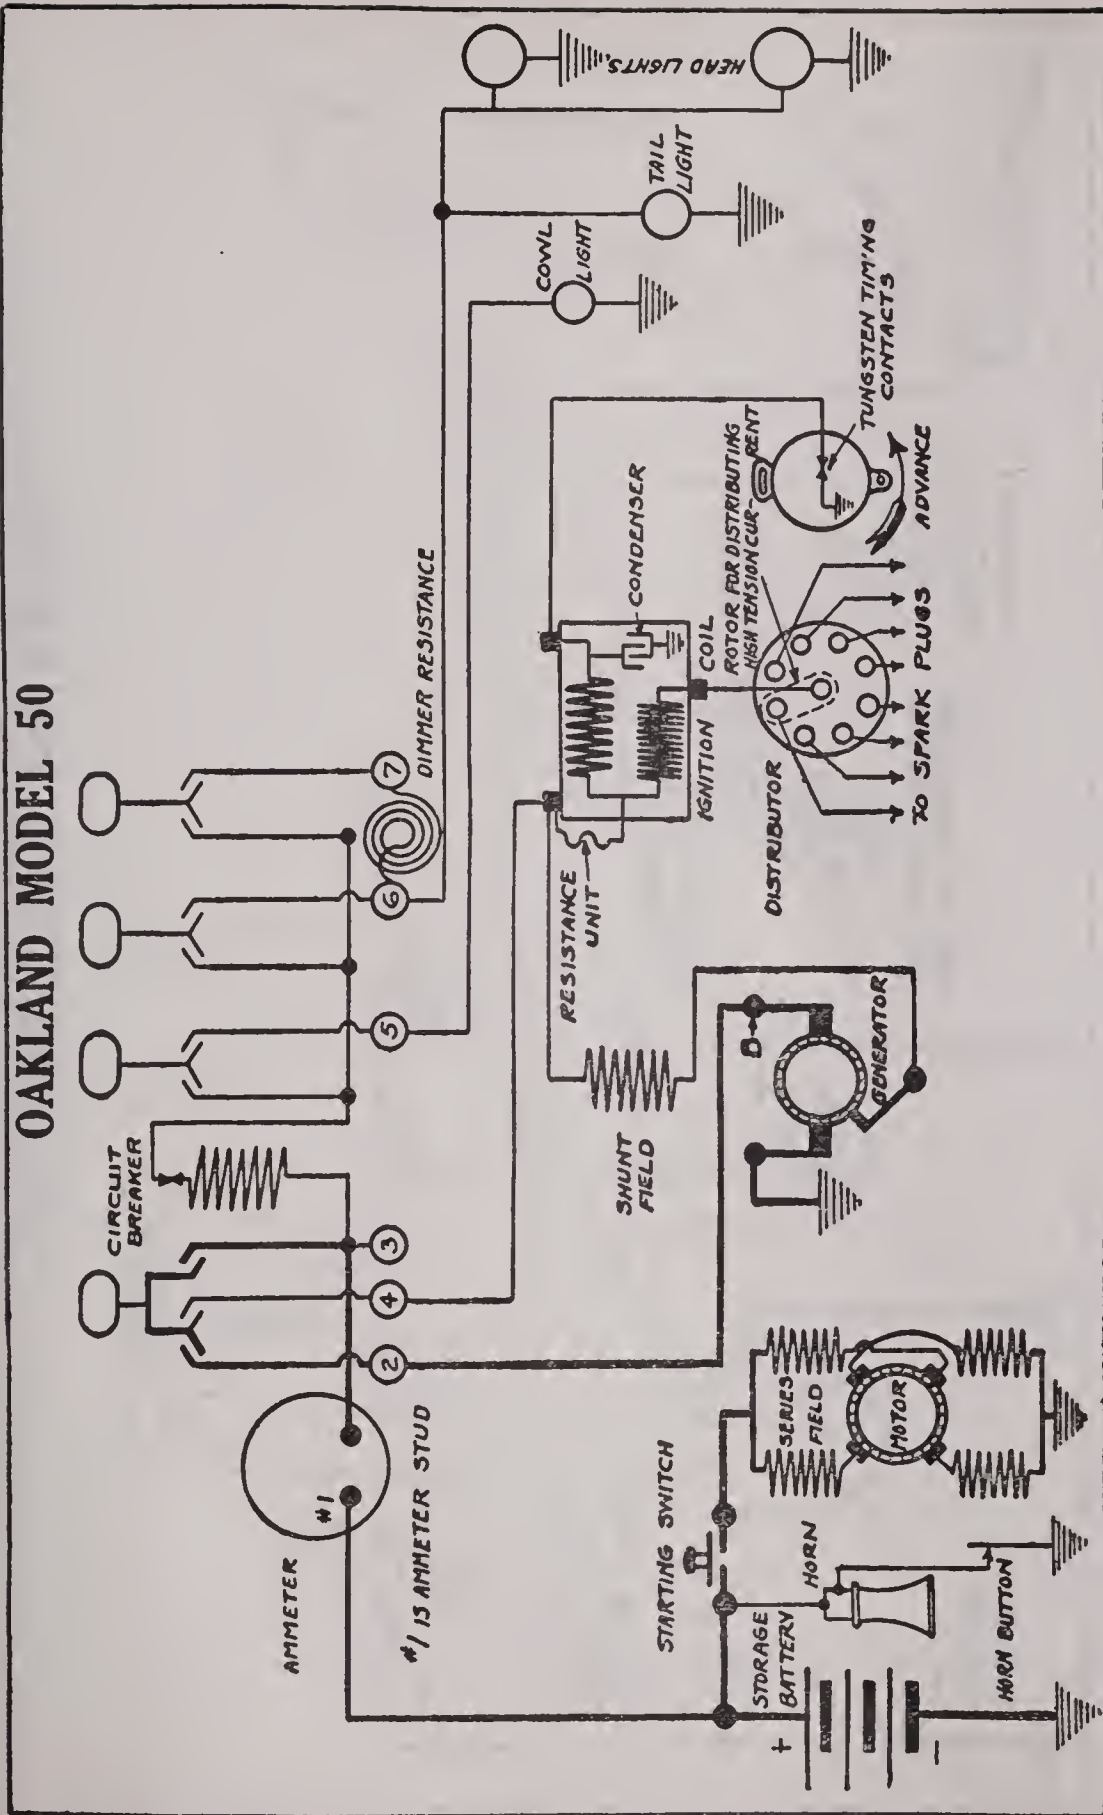 OAKLAND MODEL 50
CIRCUIT
BREAKER
AMMETER
#1
#1 IS AMMETER STUD
2
4
3
5
6
7
DIMMER RESISTANCE
HEAD LIGHTS.
TAIL
LIGHT
COWL
LIGHT
STARTING SWITCH
STORAGE
BATTERY
+
–
HORN
HORN BUTTON
SERIES
FIELD
MOTOR
SHUNT
FIELD
B
GENERATOR
RESISTANCE
UNIT
CONDENSER
IGNITION COIL
DISTRIBUTOR
ROTOR FOR DISTRIBUTING
HIGH TENSION CUR-RENT
TO SPARK PLUGS
TUNGSTEN TIM'NG
CONTACTS
ADVANCE